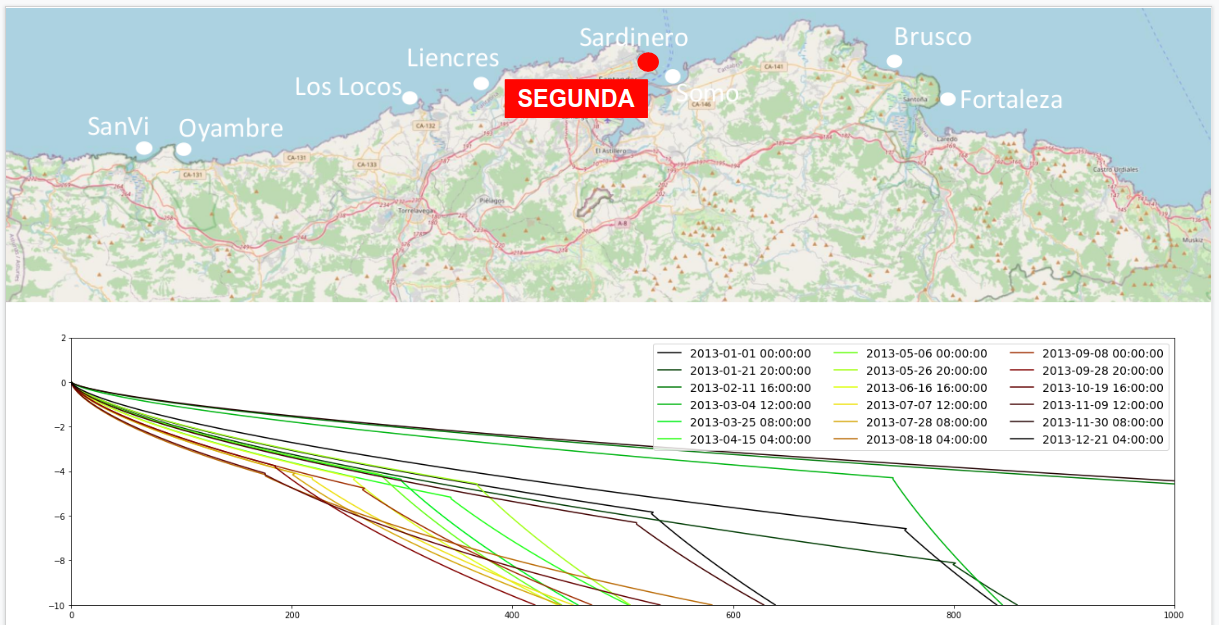 Sardinero
Brusco
Liencres
Los Locos
SEGUNDA
Somo
Fortaleza
SanVi
Oyambre
CA-141
CA-146
Santoña
Laredo
CA-132
CA-131
CA-133
CA-131
El Astillero
Castro Urdiales
Torrelavega
Piélagos
A-8
2
0
−2
−4
−6
−8
−10
0
200
400
600
800
1000
2013-01-01 00:00:00
2013-01-21 20:00:00
2013-02-11 16:00:00
2013-03-04 12:00:00
2013-03-25 08:00:00
2013-04-15 04:00:00
2013-05-06 00:00:00
2013-05-26 20:00:00
2013-06-16 16:00:00
2013-07-07 12:00:00
2013-07-28 08:00:00
2013-08-18 04:00:00
2013-09-08 00:00:00
2013-09-28 20:00:00
2013-10-19 16:00:00
2013-11-09 12:00:00
2013-11-30 08:00:00
2013-12-21 04:00:00